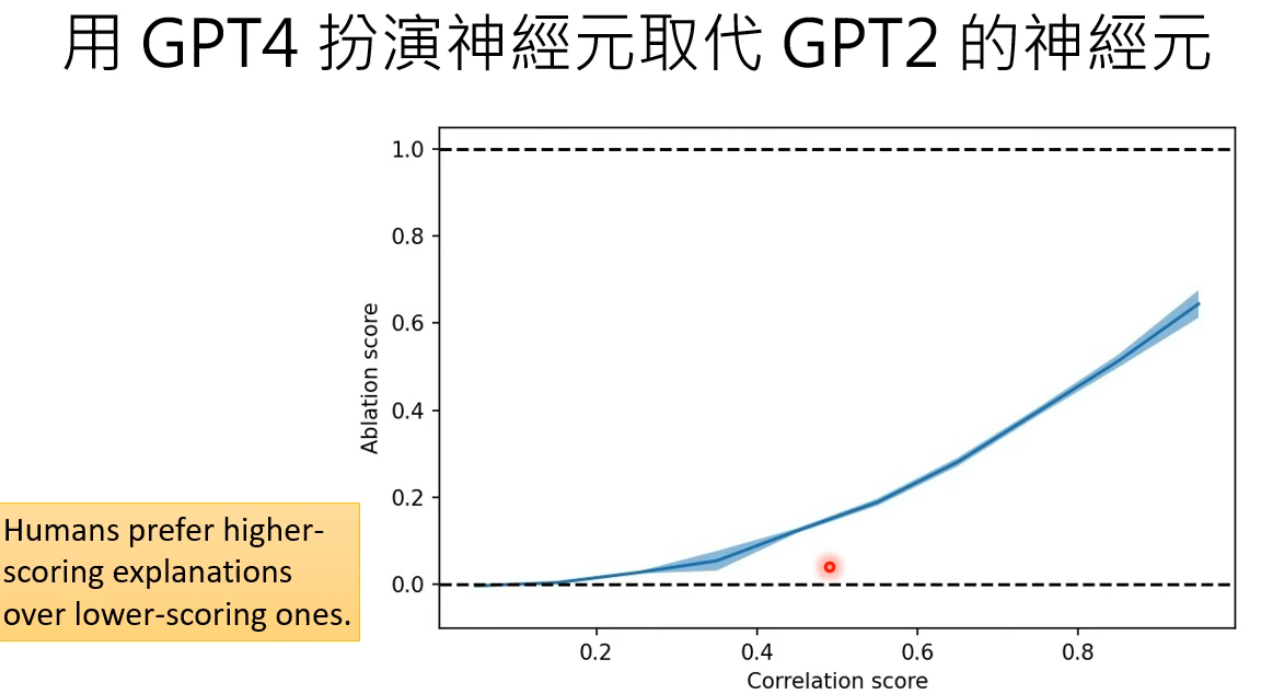 用 GPT4 扮演神經元取代 GPT2 的神經元
1.0
0.8
0.6
0.4
0.2
0.0
Ablation score
0.2 0.4 0.6 0.8
Correlation score
Humans prefer higher-
scoring explanations
over lower-scoring ones.